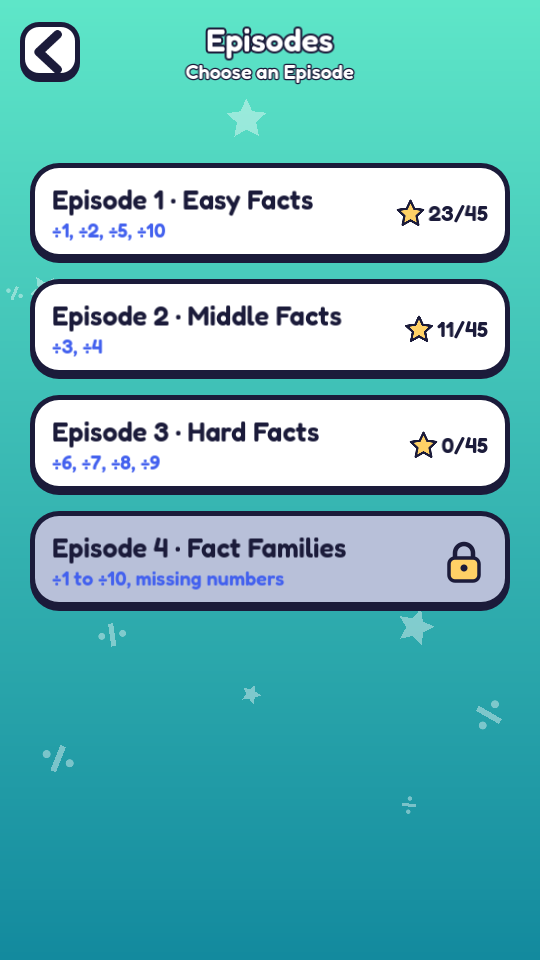 Episodes
Choose an Episode
Episode 1 · Easy Facts
÷1, ÷2, ÷5, ÷10
23/45
Episode 2 · Middle Facts
÷3, ÷4
11/45
Episode 3 · Hard Facts
÷6, ÷7, ÷8, ÷9
0/45
Episode 4 · Fact Families
÷1 to ÷10, missing numbers